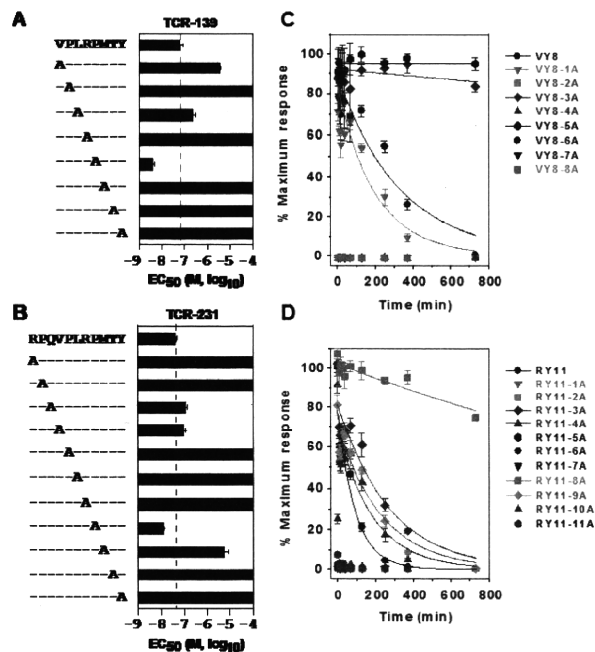 A
TCR-139
VPLRPMTY
A-------
-A------
--A-----
---A----
----A---
-----A--
------A-
-------A
-9 -8 -7 -6 -5 -4
EC50 (M, log10)
B
TCR-231
RPQVPLRPMTY
A----------
-A---------
--A--------
---A-------
----A------
-----A-----
------A----
-------A---
--------A--
---------A-
----------A
-9 -8 -7 -6 -5 -4
EC50 (M, log10)
C
% Maximum response
100
80
60
40
20
0
0 200 400 600 800
Time (min)
VY8
VY8-1A
VY8-2A
VY8-3A
VY8-4A
VY8-5A
VY8-6A
VY8-7A
VY8-8A
D
% Maximum response
100
80
60
40
20
0
0 200 400 600 800
Time (min)
RY11
RY11-1A
RY11-2A
RY11-3A
RY11-4A
RY11-5A
RY11-6A
RY11-7A
RY11-8A
RY11-9A
RY11-10A
RY11-11A